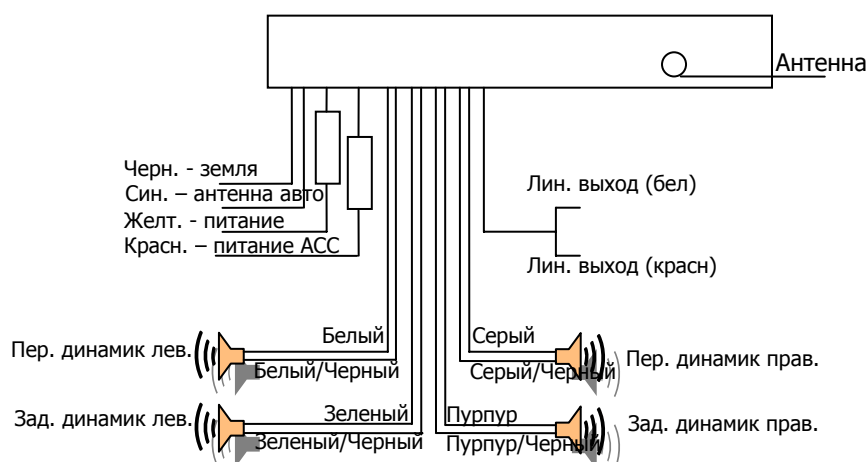 Антенна
Черн. - земля
Син. – антенна авто
Желт. - питание
Красн. – питание ACC
Лин. выход (бел)
Лин. выход (красн)
Пер. динамик лев.
Белый
Белый/Черный
Серый
Серый/Черный
Пер. динамик прав.
Зад. динамик лев.
Зеленый
Зеленый/Черный
Пурпур
Пурпур/Черный
Зад. динамик прав.